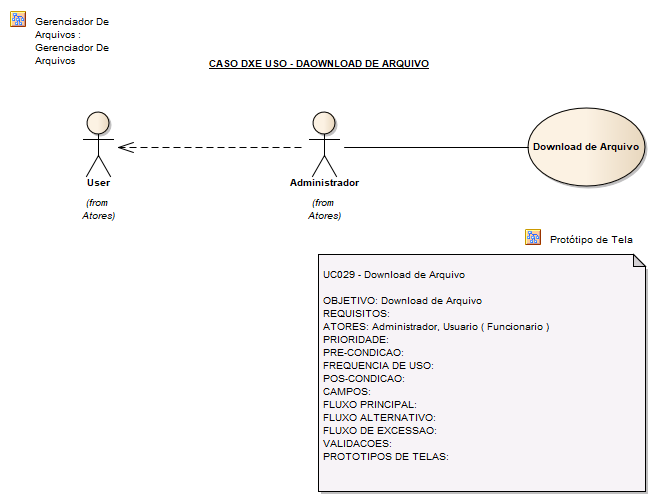 Gerenciador De
Arquivos :
Gerenciador De
Arquivos
CASO DXE USO - DAOWNLOAD DE ARQUIVO
User
(from
Atores)
Administrador
(from
Atores)
Download de Arquivo
Protótipo de Tela
UC029 - Download de Arquivo
OBJETIVO: Download de Arquivo
REQUISITOS:
ATORES: Administrador, Usuario ( Funcionario )
PRIORIDADE:
PRE-CONDICAO:
FREQUENCIA DE USO:
POS-CONDICAO:
CAMPOS:
FLUXO PRINCIPAL:
FLUXO ALTERNATIVO:
FLUXO DE EXCESSAO:
VALIDACOES:
PROTOTIPOS DE TELAS: